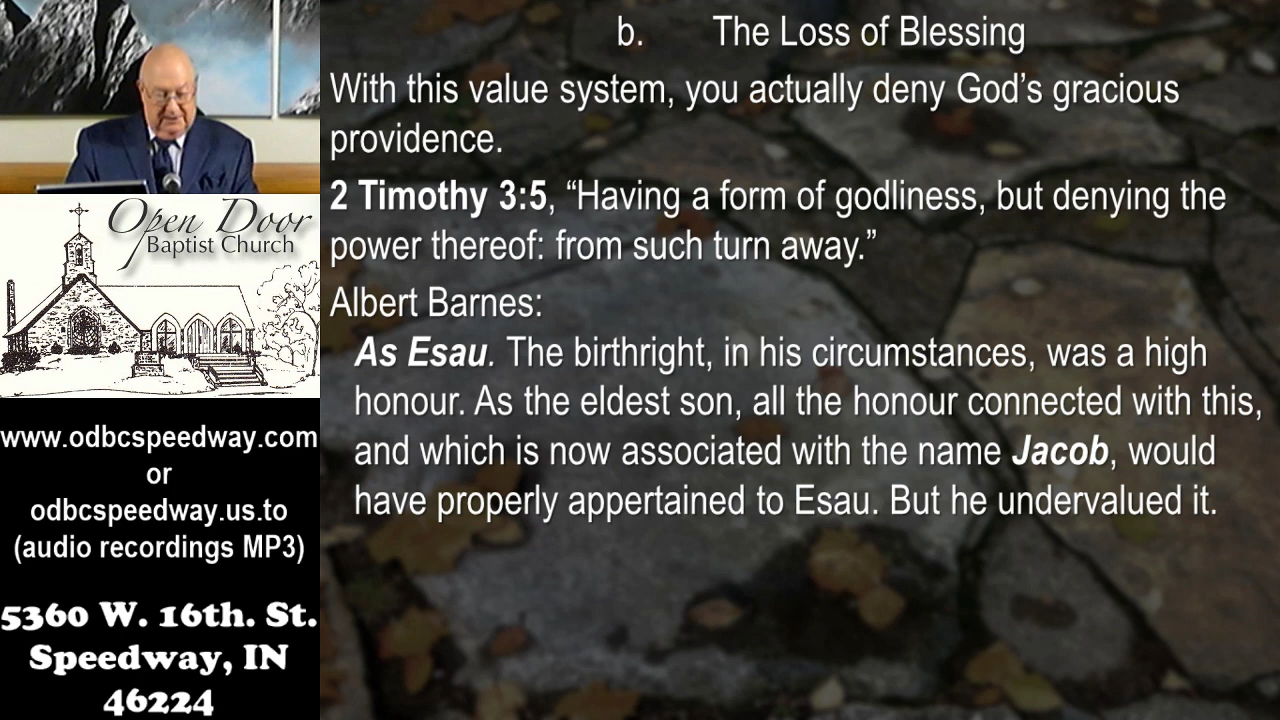 Open Door
Baptist Church
www.odbcspeedway.com
or
odbcspeedway.us.to
(audio recordings MP3)
5360 W. 16th. St.
Speedway, IN
46224
b. The Loss of Blessing
With this value system, you actually deny God’s gracious
providence.
2 Timothy 3:5, “Having a form of godliness, but denying the
power thereof: from such turn away.”
Albert Barnes:
As Esau. The birthright, in his circumstances, was a high
honour. As the eldest son, all the honour connected with this,
and which is now associated with the name Jacob, would
have properly appertained to Esau. But he undervalued it.